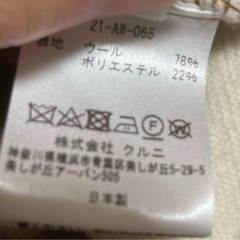 21-AW-065
表地
ウール 78%
ポリエステル 22%
株式会社 クルニ
神奈川県横浜市青葉区美しが丘5-29-5
美しが丘アーバン505
日本製